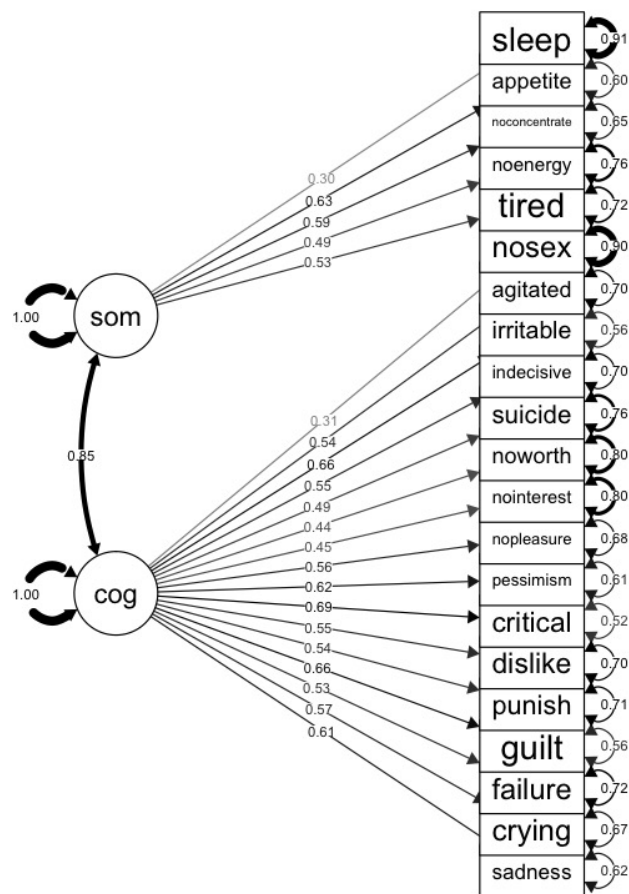 sleep 0.91
appetite 0.60
noconcentrate 0.65
noenergy 0.76
tired 0.72
nosex 0.90
agitated 0.70
irritable 0.56
indecisive 0.70
suicide 0.76
noworth 0.80
nointerest 0.80
nopleasure 0.68
pessimism 0.61
critical 0.52
dislike 0.70
punish 0.71
guilt 0.56
failure 0.72
crying 0.67
sadness 0.62
0.30
0.63
0.59
0.49
0.53
1.00 som
0.85
0.31
0.54
0.66
0.55
0.49
0.44
0.45
0.56
0.62
0.69
0.55
0.54
0.66
0.53
0.57
0.61
1.00 cog